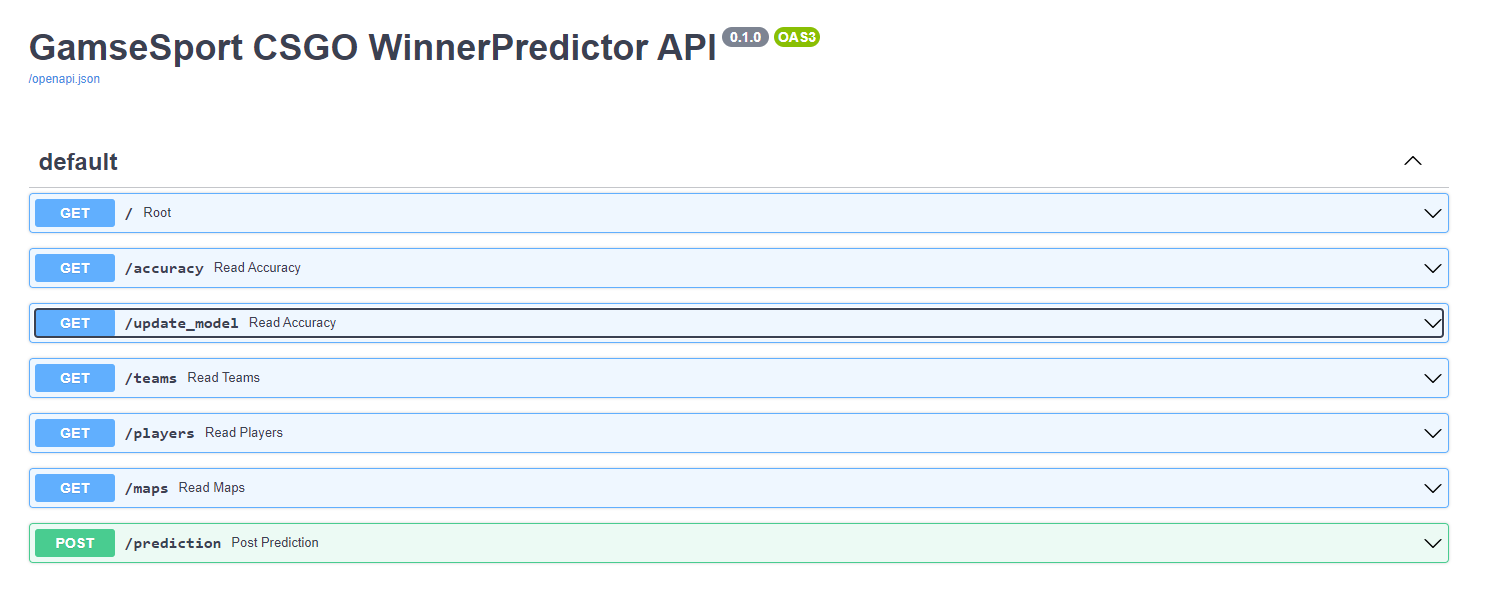 GamseSport CSGO WinnerPredictor API 0.1.0 OAS3
/openapi.json
default
GET / Root
GET /accuracy Read Accuracy
GET /update_model Read Accuracy
GET /teams Read Teams
GET /players Read Players
GET /maps Read Maps
POST /prediction Post Prediction